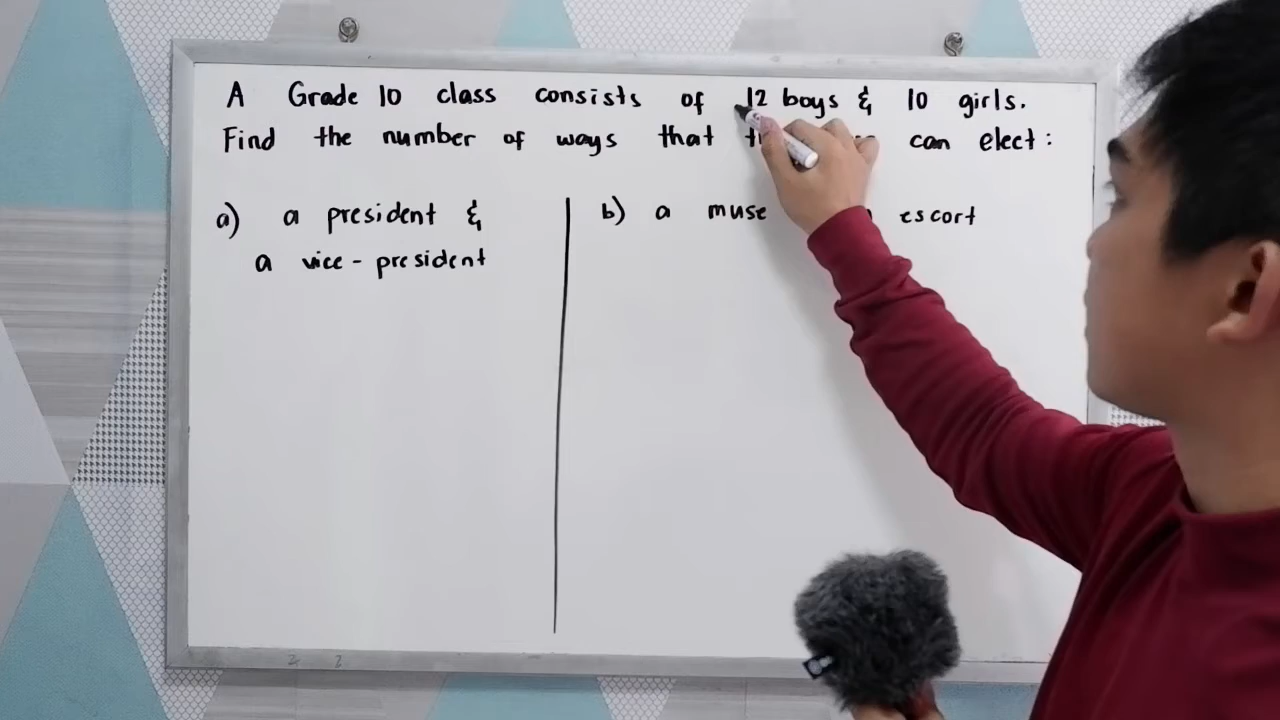 A Grade 10 class consists of 12 boys & 10 girls.
Find the number of ways that can elect :
a) a president &
a vice - president
b) a muse escort